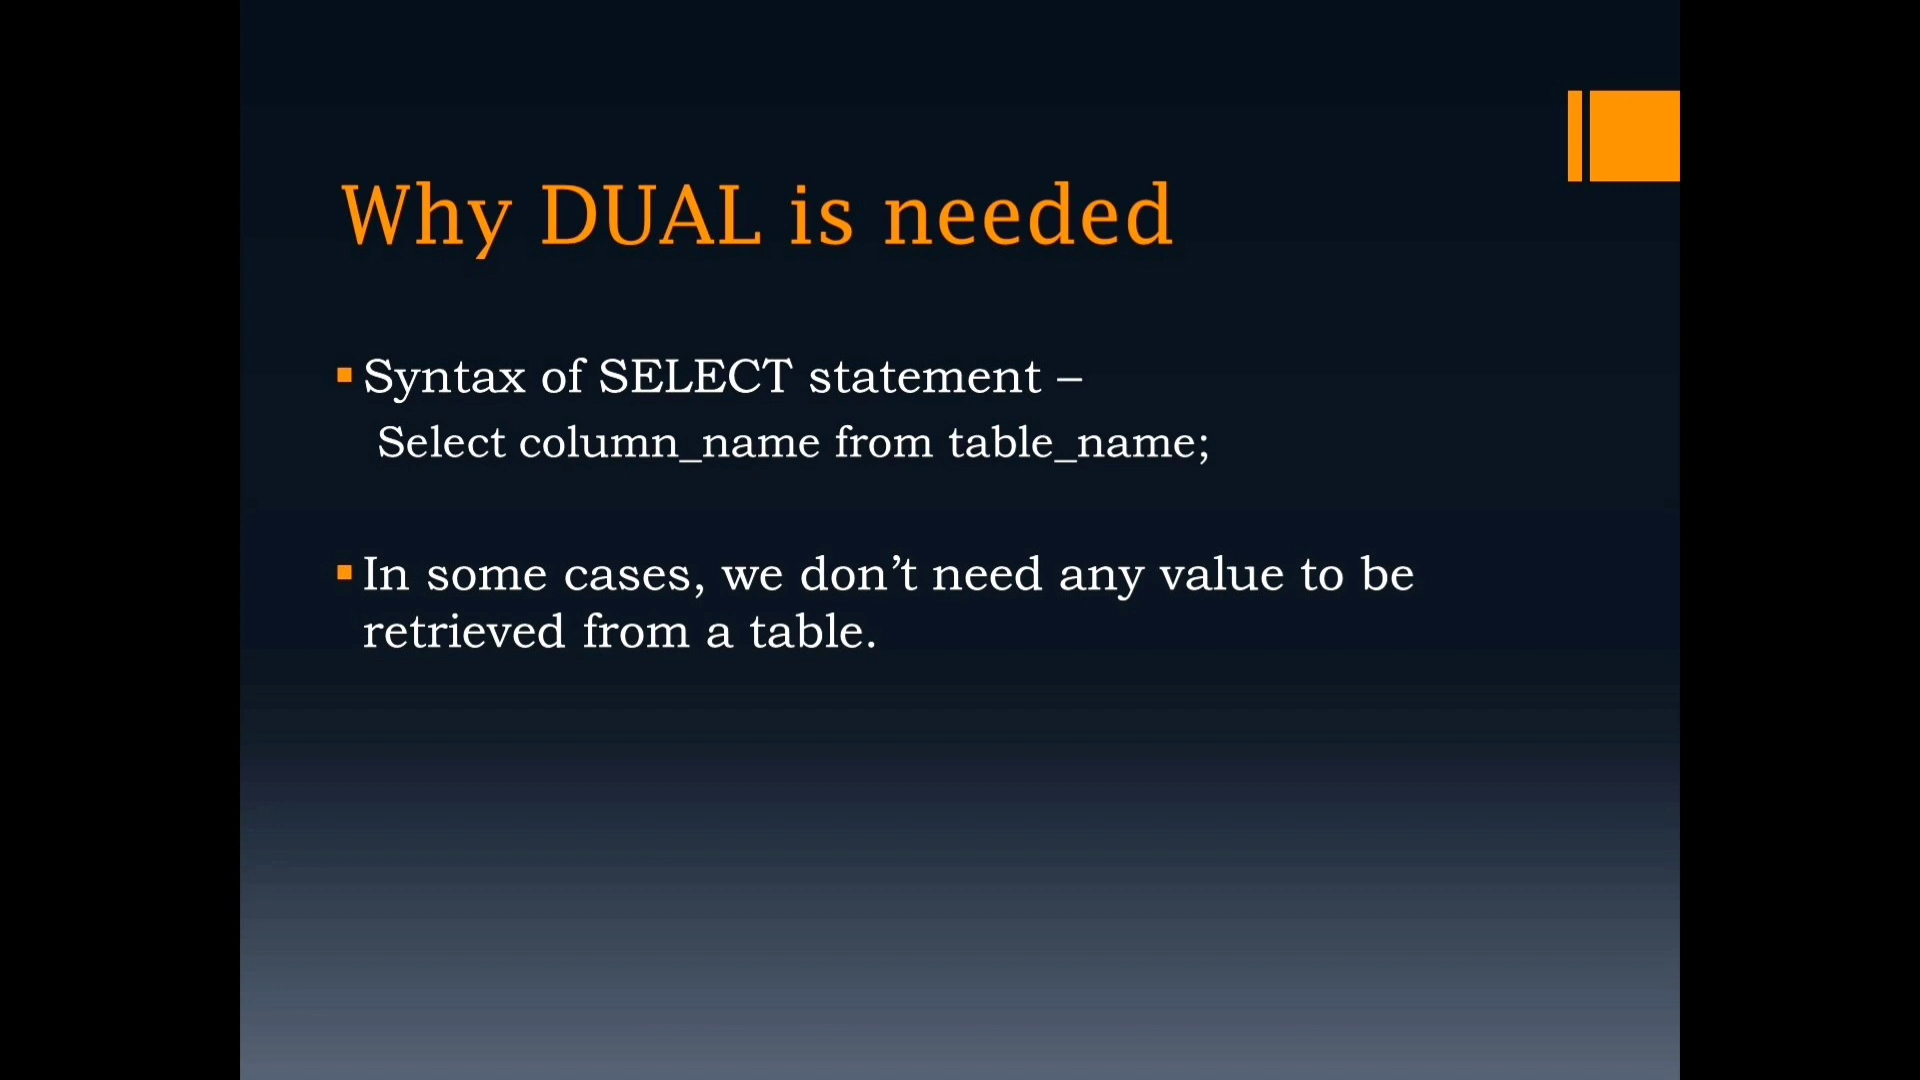 Why DUAL is needed
Syntax of SELECT statement –
Select column_name from table_name;
In some cases, we don’t need any value to be
retrieved from a table.